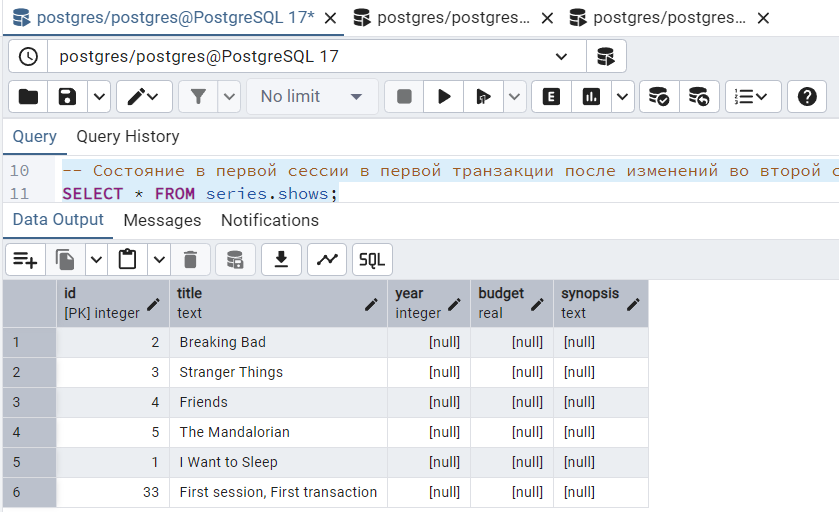 postgres/postgres@PostgreSQL 17* postgres/postgres... postgres/postgres...
postgres/postgres@PostgreSQL 17
No limit E
Query Query History
10 -- Состояние в первой сессии в первой транзакции после изменений во второй с
11 SELECT * FROM series.shows;
Data Output Messages Notifications
SQL
id title year budget synopsis
[PK] integer text integer real text
1 2 Breaking Bad [null] [null] [null]
2 3 Stranger Things [null] [null] [null]
3 4 Friends [null] [null] [null]
4 5 The Mandalorian [null] [null] [null]
5 1 I Want to Sleep [null] [null] [null]
6 33 First session, First transaction [null] [null] [null]